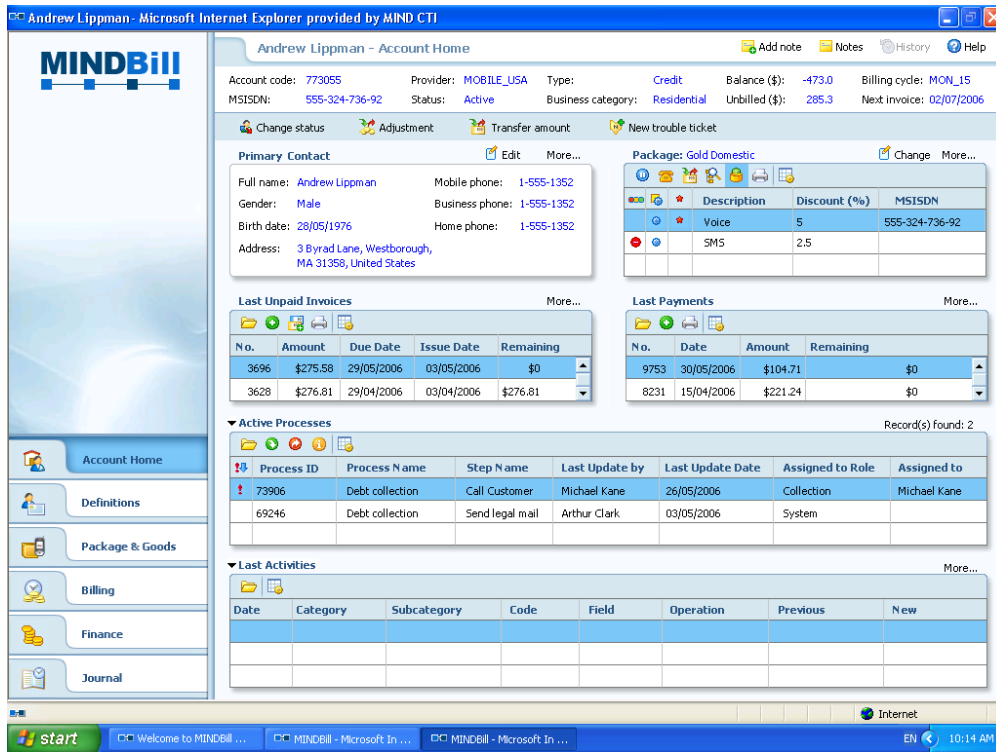 Andrew Lippman - Microsoft Internet Explorer provided by MIND CTI
MINDBill
Andrew Lippman - Account Home
Add note Notes History Help
Account code: 773055 Provider: MOBILE_USA Type: Credit Balance ($): -473.0 Billing cycle: MON_15
MSISDN: 555-324-736-92 Status: Active Business category: Residential Unbilled ($): 285.3 Next invoice: 02/07/2006
Change status Adjustment Transfer amount New trouble ticket
Primary Contact Edit More...
Full name: Andrew Lippman Mobile phone: 1-555-1352
Gender: Male Business phone: 1-555-1352
Birth date: 28/05/1976 Home phone: 1-555-1352
Address: 3 Byrad Lane, Westborough,
MA 31358, United States
Package: Gold Domestic Change More...
Description Discount (%) MSISDN
Voice 5 555-324-736-92
SMS 2.5
Last Unpaid Invoices More...
No. Amount Due Date Issue Date Remaining
3696 $275.58 29/05/2006 03/05/2006 $0
3628 $276.81 29/04/2006 03/04/2006 $276.81
Last Payments More...
No. Date Amount Remaining
9753 30/05/2006 $104.71 $0
8231 15/04/2006 $221.24 $0
Active Processes Record(s) found: 2
Process ID Process Name Step Name Last Update by Last Update Date Assigned to Role Assigned to
73906 Debt collection Call Customer Michael Kane 26/05/2006 Collection Michael Kane
69246 Debt collection Send legal mail Arthur Clark 03/05/2006 System
Last Activities More...
Date Category Subcategory Code Field Operation Previous New
Account Home
Definitions
Package & Goods
Billing
Finance
Journal
Internet
start Welcome to MINDBill ... MINDBill - Microsoft In ... MINDBill - Microsoft In ... EN 10:14 AM